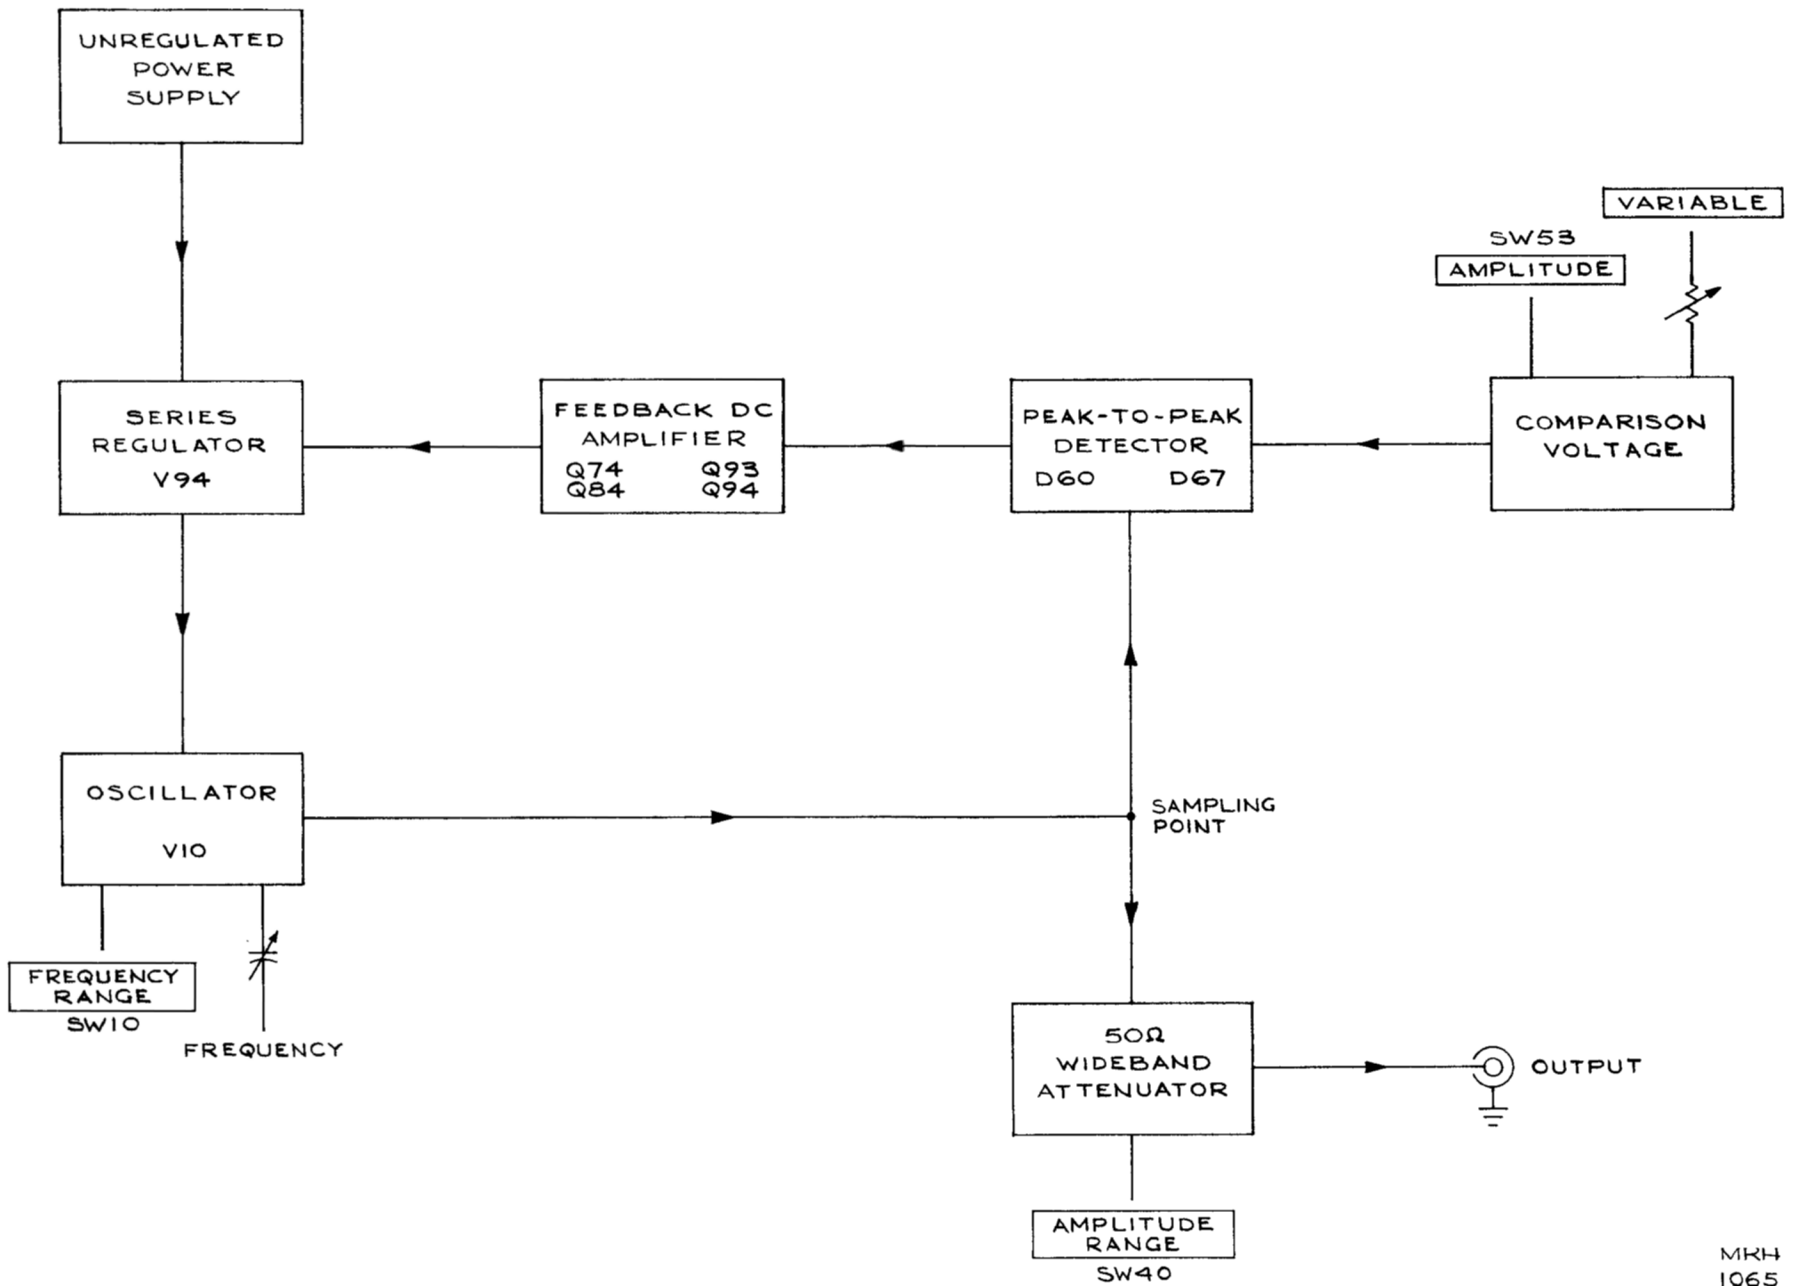 UNREGULATED
POWER
SUPPLY
VARIABLE
SW53
AMPLITUDE
SERIES
REGULATOR
V94
FEEDBACK DC
AMPLIFIER
Q74 Q93
Q84 Q94
PEAK-TO-PEAK
DETECTOR
D60 D67
COMPARISON
VOLTAGE
OSCILLATOR
V10
SAMPLING
POINT
FREQUENCY
RANGE
SW10
FREQUENCY
50Ω
WIDEBAND
ATTENUATOR
OUTPUT
AMPLITUDE
RANGE
SW40
MRH
1065